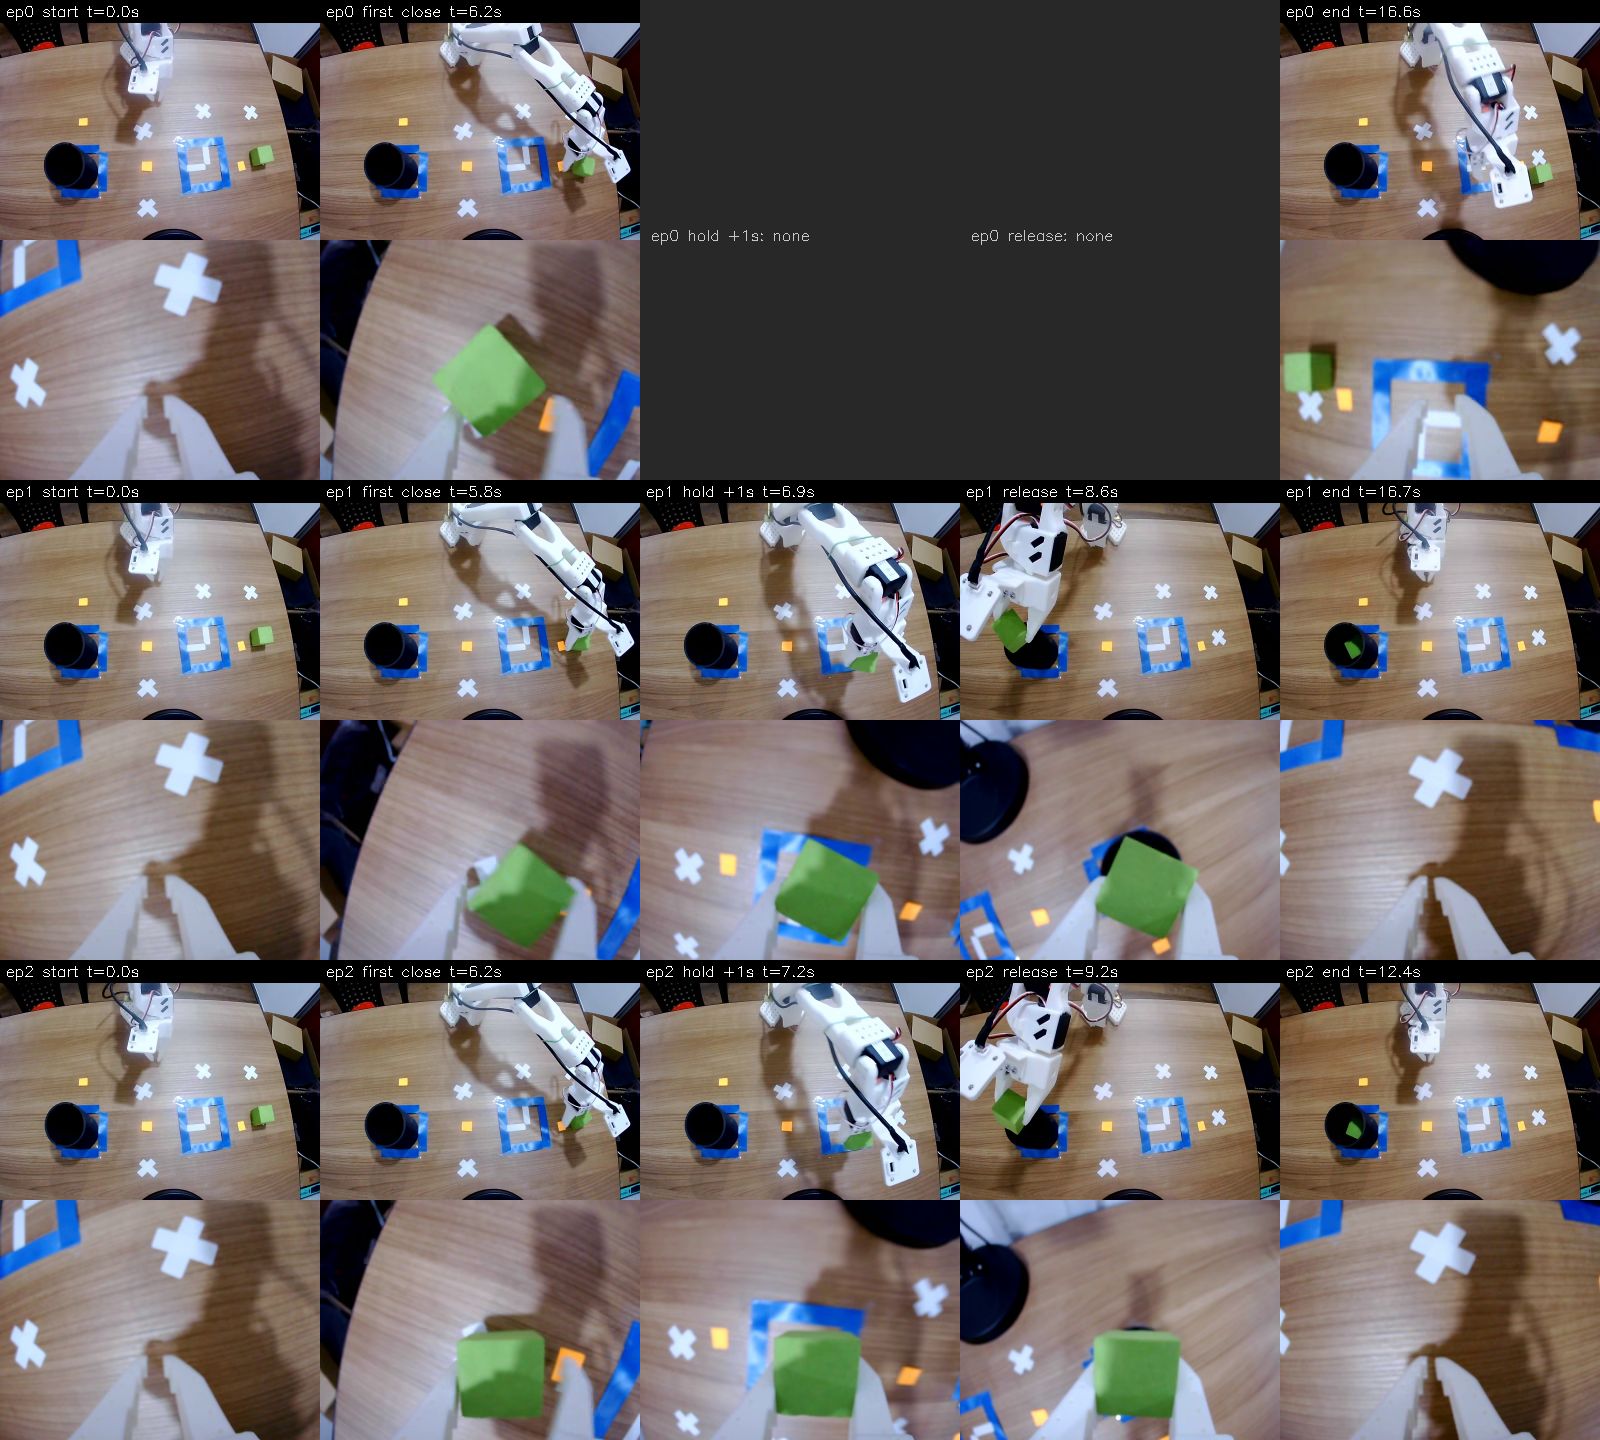 ep0 start t=0.0s
ep0 first close t=6.2s
ep0 end t=16.6s
ep0 hold +1s: none
ep0 release: none
ep1 start t=0.0s
ep1 first close t=5.8s
ep1 hold +1s t=6.9s
ep1 release t=8.6s
ep1 end t=16.7s
ep2 start t=0.0s
ep2 first close t=6.2s
ep2 hold +1s t=7.2s
ep2 release t=9.2s
ep2 end t=12.4s